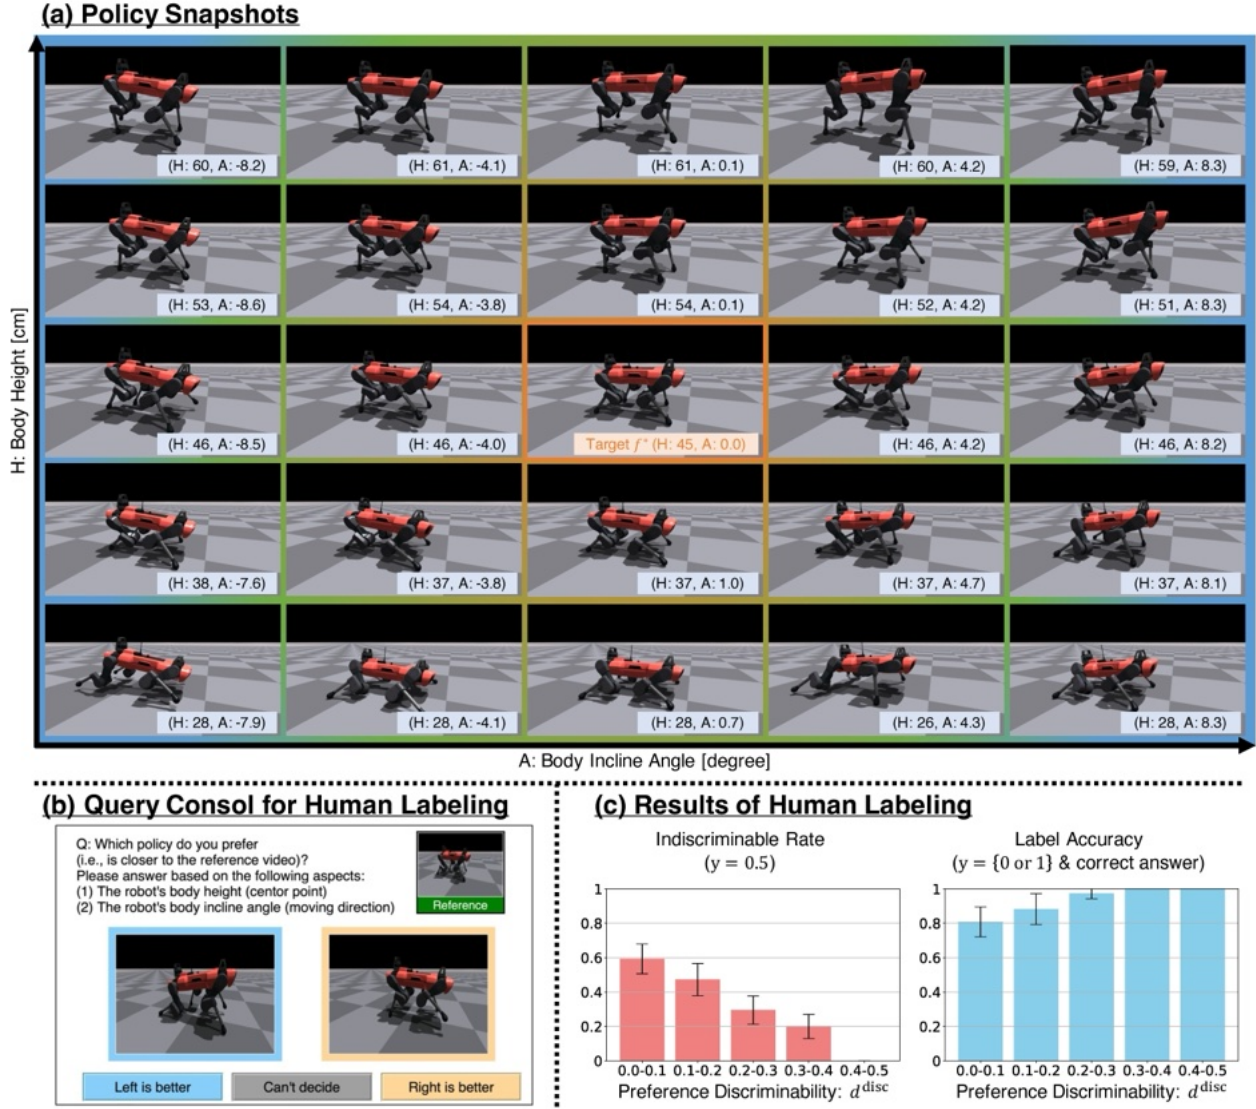 (a) Policy Snapshots
H: Body Height [cm]
(H: 60, A: -8.2)
(H: 61, A: -4.1)
(H: 61, A: 0.1)
(H: 60, A: 4.2)
(H: 59, A: 8.3)
(H: 53, A: -8.6)
(H: 54, A: -3.8)
(H: 54, A: 0.1)
(H: 52, A: 4.2)
(H: 51, A: 8.3)
(H: 46, A: -8.5)
(H: 46, A: -4.0)
Target f* (H: 45, A: 0.0)
(H: 46, A: 4.2)
(H: 46, A: 8.2)
(H: 38, A: -7.6)
(H: 37, A: -3.8)
(H: 37, A: 1.0)
(H: 37, A: 4.7)
(H: 37, A: 8.1)
(H: 28, A: -7.9)
(H: 28, A: -4.1)
(H: 28, A: 0.7)
(H: 26, A: 4.3)
(H: 28, A: 8.3)
A: Body Incline Angle [degree]
(b) Query Consol for Human Labeling
Q: Which policy do you prefer
(i.e., is closer to the reference video)?
Please answer based on the following aspects:
(1) The robot's body height (centor point)
(2) The robot's body incline angle (moving direction)
Reference
Left is better
Can't decide
Right is better
(c) Results of Human Labeling
Indiscriminable Rate
(y = 0.5)
1
0.8
0.6
0.4
0.2
0
0.0-0.1 0.1-0.2 0.2-0.3 0.3-0.4 0.4-0.5
Preference Discriminability: d^disc
Label Accuracy
(y = {0 or 1} & correct answer)
1
0.8
0.6
0.4
0.2
0
0.0-0.1 0.1-0.2 0.2-0.3 0.3-0.4 0.4-0.5
Preference Discriminability: d^disc